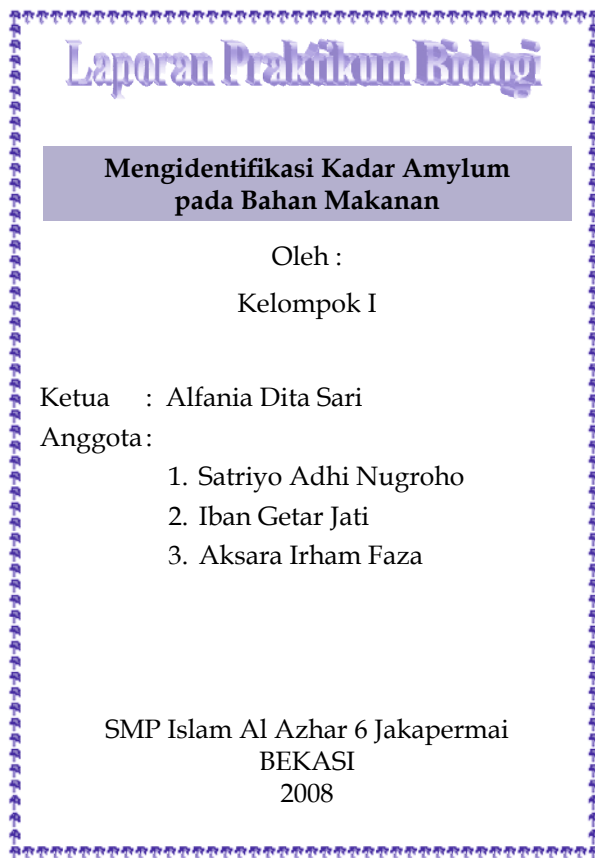 Laporan Praktikum Biologi
Mengidentifikasi Kadar Amylum
pada Bahan Makanan
Oleh :
Kelompok I
Ketua : Alfania Dita Sari
Anggota :
1. Satriyo Adhi Nugroho
2. Iban Getar Jati
3. Aksara Irham Faza
SMP Islam Al Azhar 6 Jakapermai
BEKASI
2008